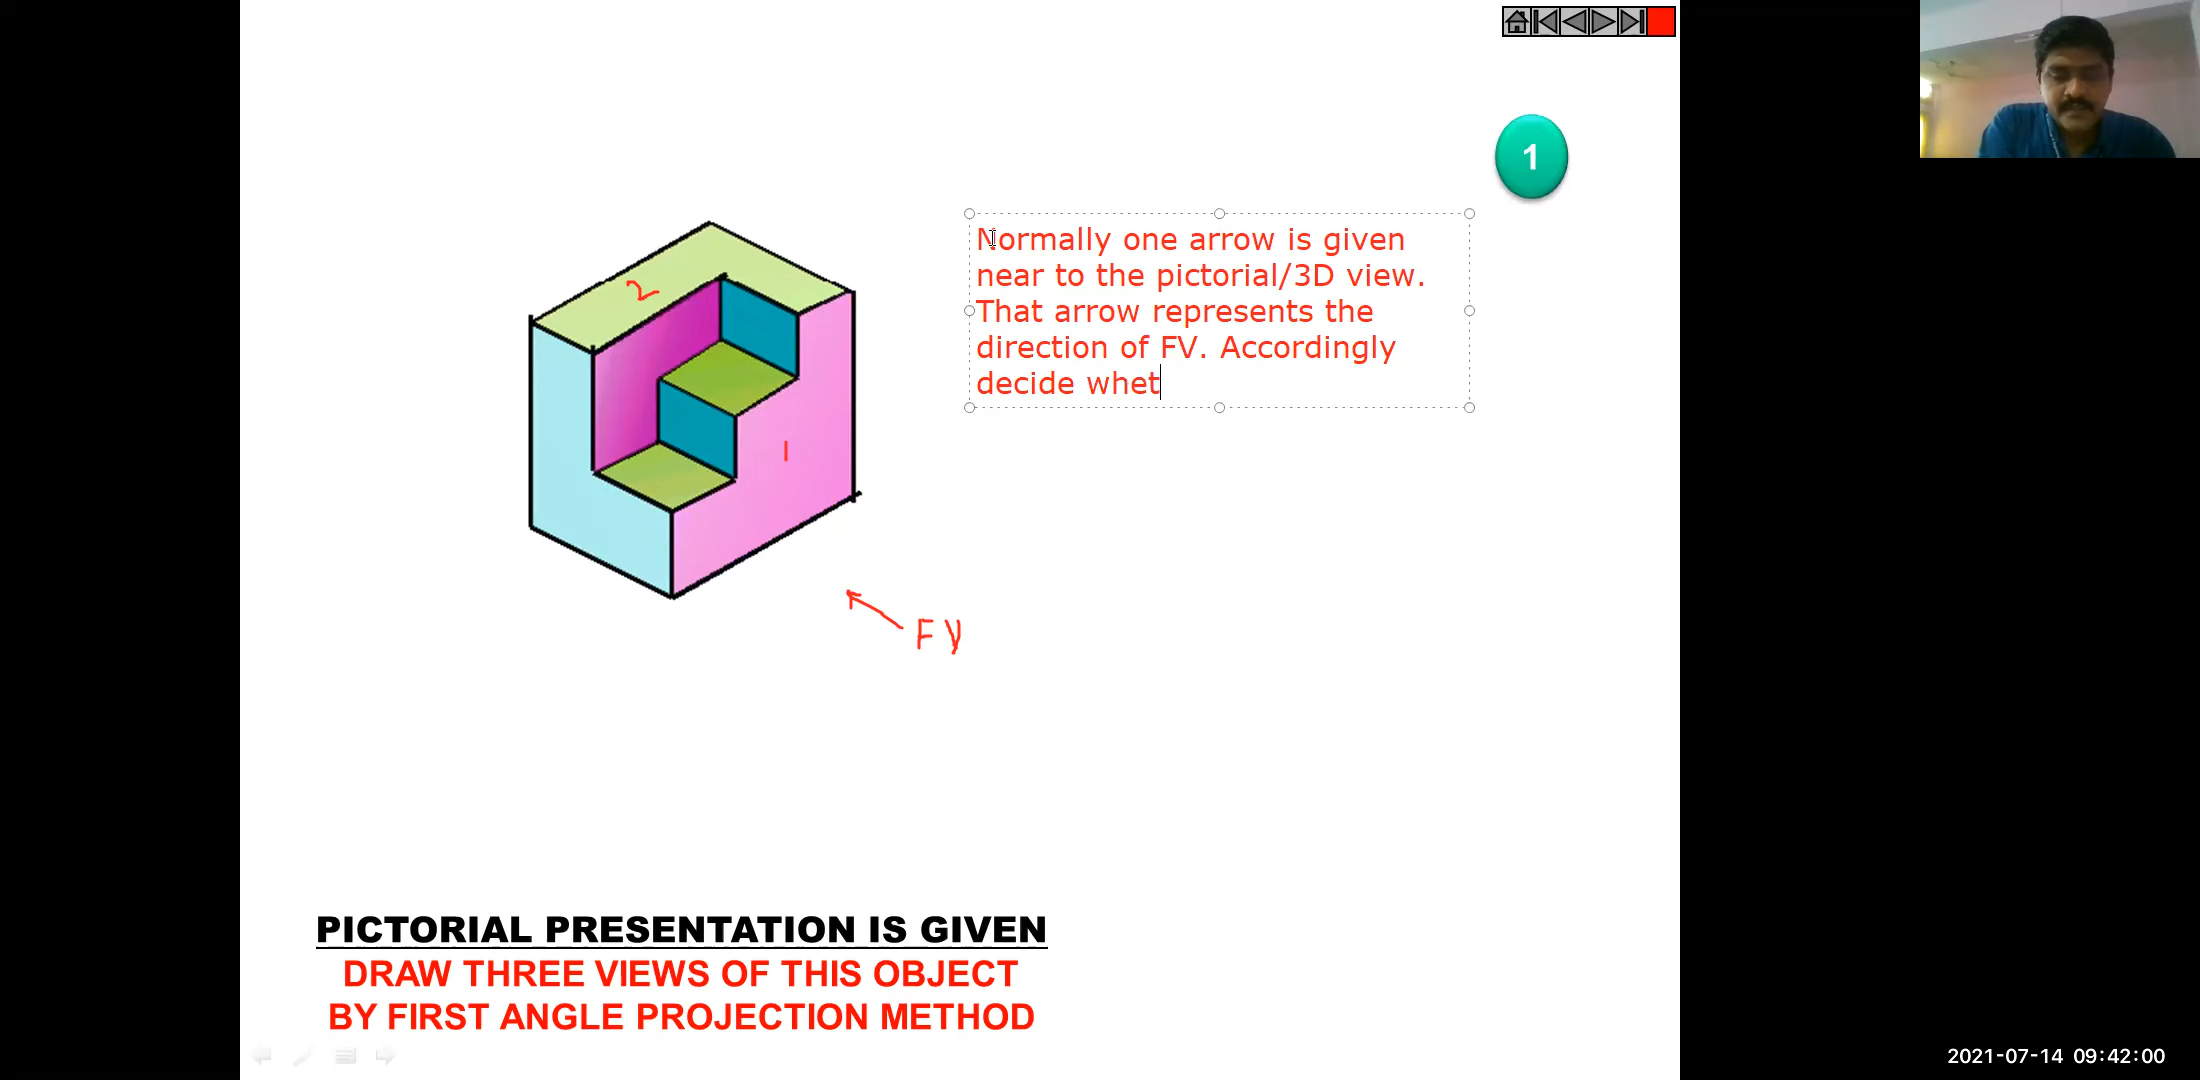 1
Normally one arrow is given
near to the pictorial/3D view.
That arrow represents the
direction of FV. Accordingly
decide whet
2
1
FV
PICTORIAL PRESENTATION IS GIVEN
DRAW THREE VIEWS OF THIS OBJECT
BY FIRST ANGLE PROJECTION METHOD
2021-07-14 09:42:00